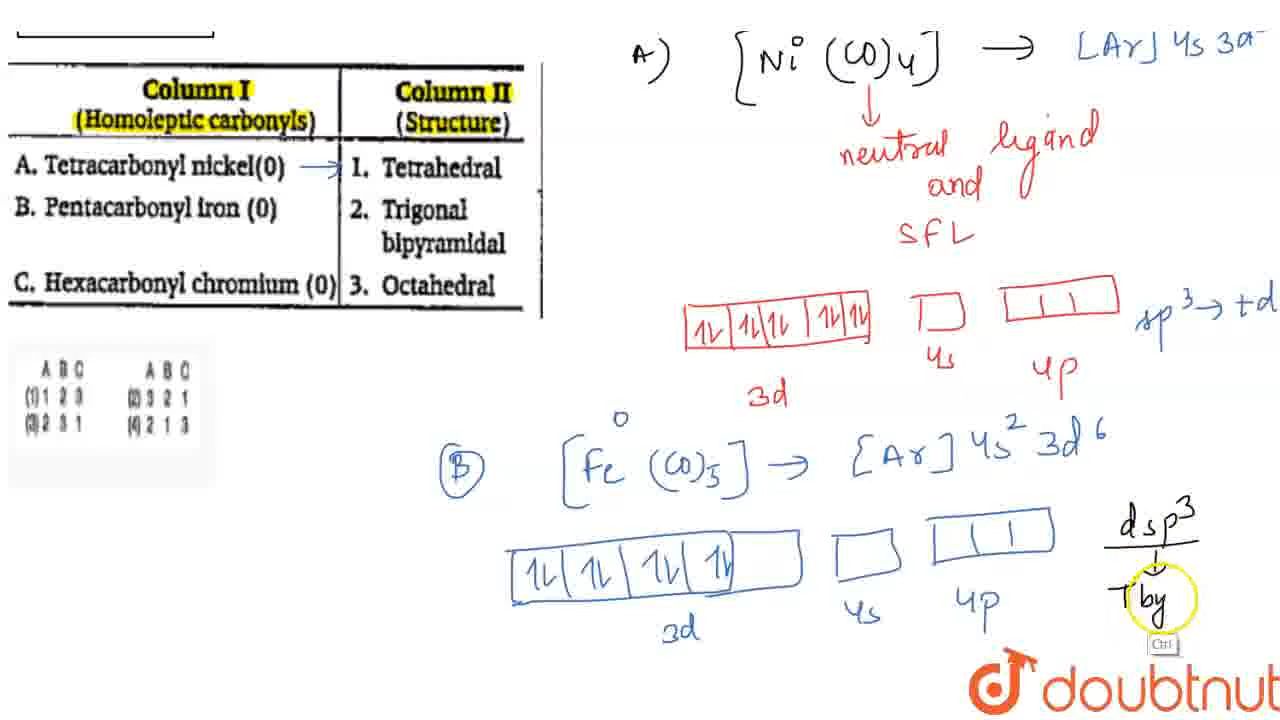 Column I
(Homoleptic carbonyls)
Column II
(Structure)
A. Tetracarbonyl nickel(0) → 1. Tetrahedral
B. Pentacarbonyl iron (0)
2. Trigonal
bipyramidal
C. Hexacarbonyl chromium (0) 3. Octahedral
A B C
(1) 1 2 3
(3) 2 3 1
A B C
(2) 3 2 1
(4) 2 1 3
A) [Ni⁰ (CO)4] → [Ar] 4s 3d
neutral ligand
and
SFL
3d
4s
4p
sp³ → td
B [Fe⁰ (CO)5] → [Ar] 4s² 3d⁶
3d
4s
4p
dsp³
Tby
Ctrl
doubtnut